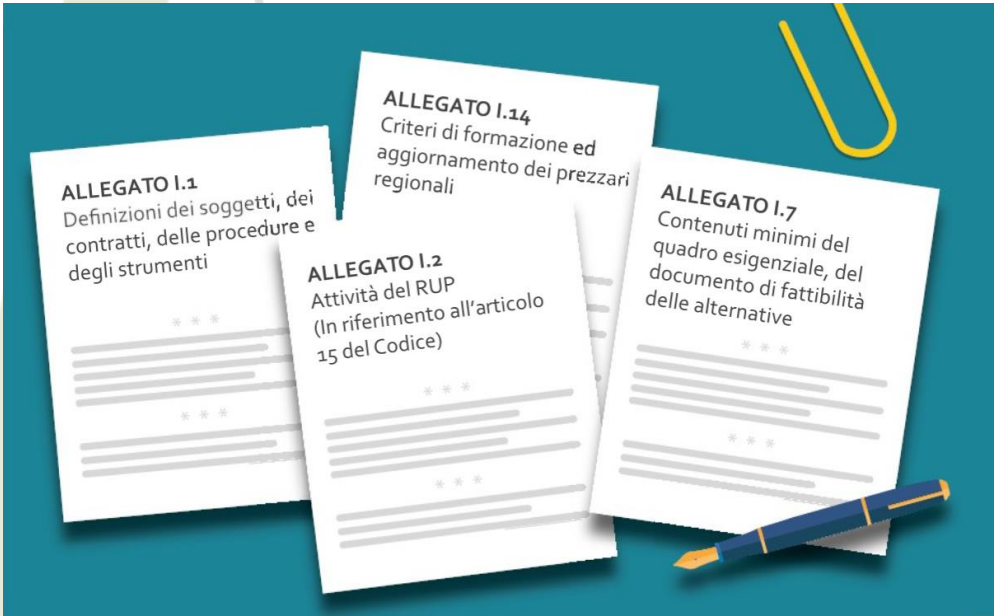 ALLEGATO I.1
Definizioni dei soggetti, dei
contratti, delle procedure e
degli strumenti
* * *
* * *
ALLEGATO I.14
Criteri di formazione ed
aggiornamento dei prezzari
regionali
ALLEGATO I.2
Attività del RUP
(In riferimento all’articolo
15 del Codice)
* * *
* * *
ALLEGATO I.7
Contenuti minimi del
quadro esigenziale, del
documento di fattibilità
delle alternative
* * *
* * *